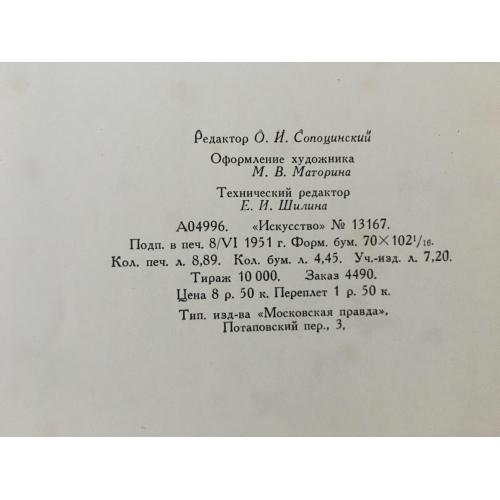 Редактор О. И. Сопоцинский
Оформление художника
М. В. Маторина
Технический редактор
Е. И. Шилина
А04996. «Искусство» № 13167.
Подп. в печ. 8/VI 1951 г. Форм. бум. 70×102¹/₁₆.
Кол. печ. л. 8,89. Кол. бум. л. 4,45. Уч.-изд. л. 7,20.
Тираж 10 000. Заказ 4490.
Цена 8 р. 50 к. Переплет 1 р. 50 к.
Тип. изд-ва «Московская правда»,
Потаповский пер., 3,